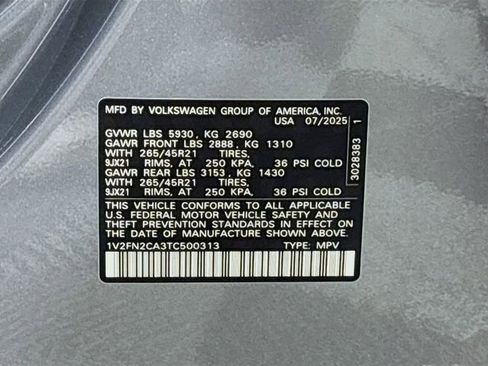 MFD BY VOLKSWAGEN GROUP OF AMERICA, INC.
USA 07/2025
GVWR LBS 5930, KG 2690
GAWR FRONT LBS 2888, KG 1310
WITH 265/45R21 TIRES,
9JX21 RIMS, AT 250 KPA, 36 PSI COLD
GAWR REAR LBS 3153, KG 1430
WITH 265/45R21 TIRES,
9JX21 RIMS, AT 250 KPA, 36 PSI COLD
THIS VEHICLE CONFORMS TO ALL APPLICABLE
U.S. FEDERAL MOTOR VEHICLE SAFETY AND
THEFT PREVENTION STANDARDS IN EFFECT ON THE
DATE OF MANUFACTURE SHOWN ABOVE.
1V2FN2CA3TC500313 TYPE: MPV
3028383 1